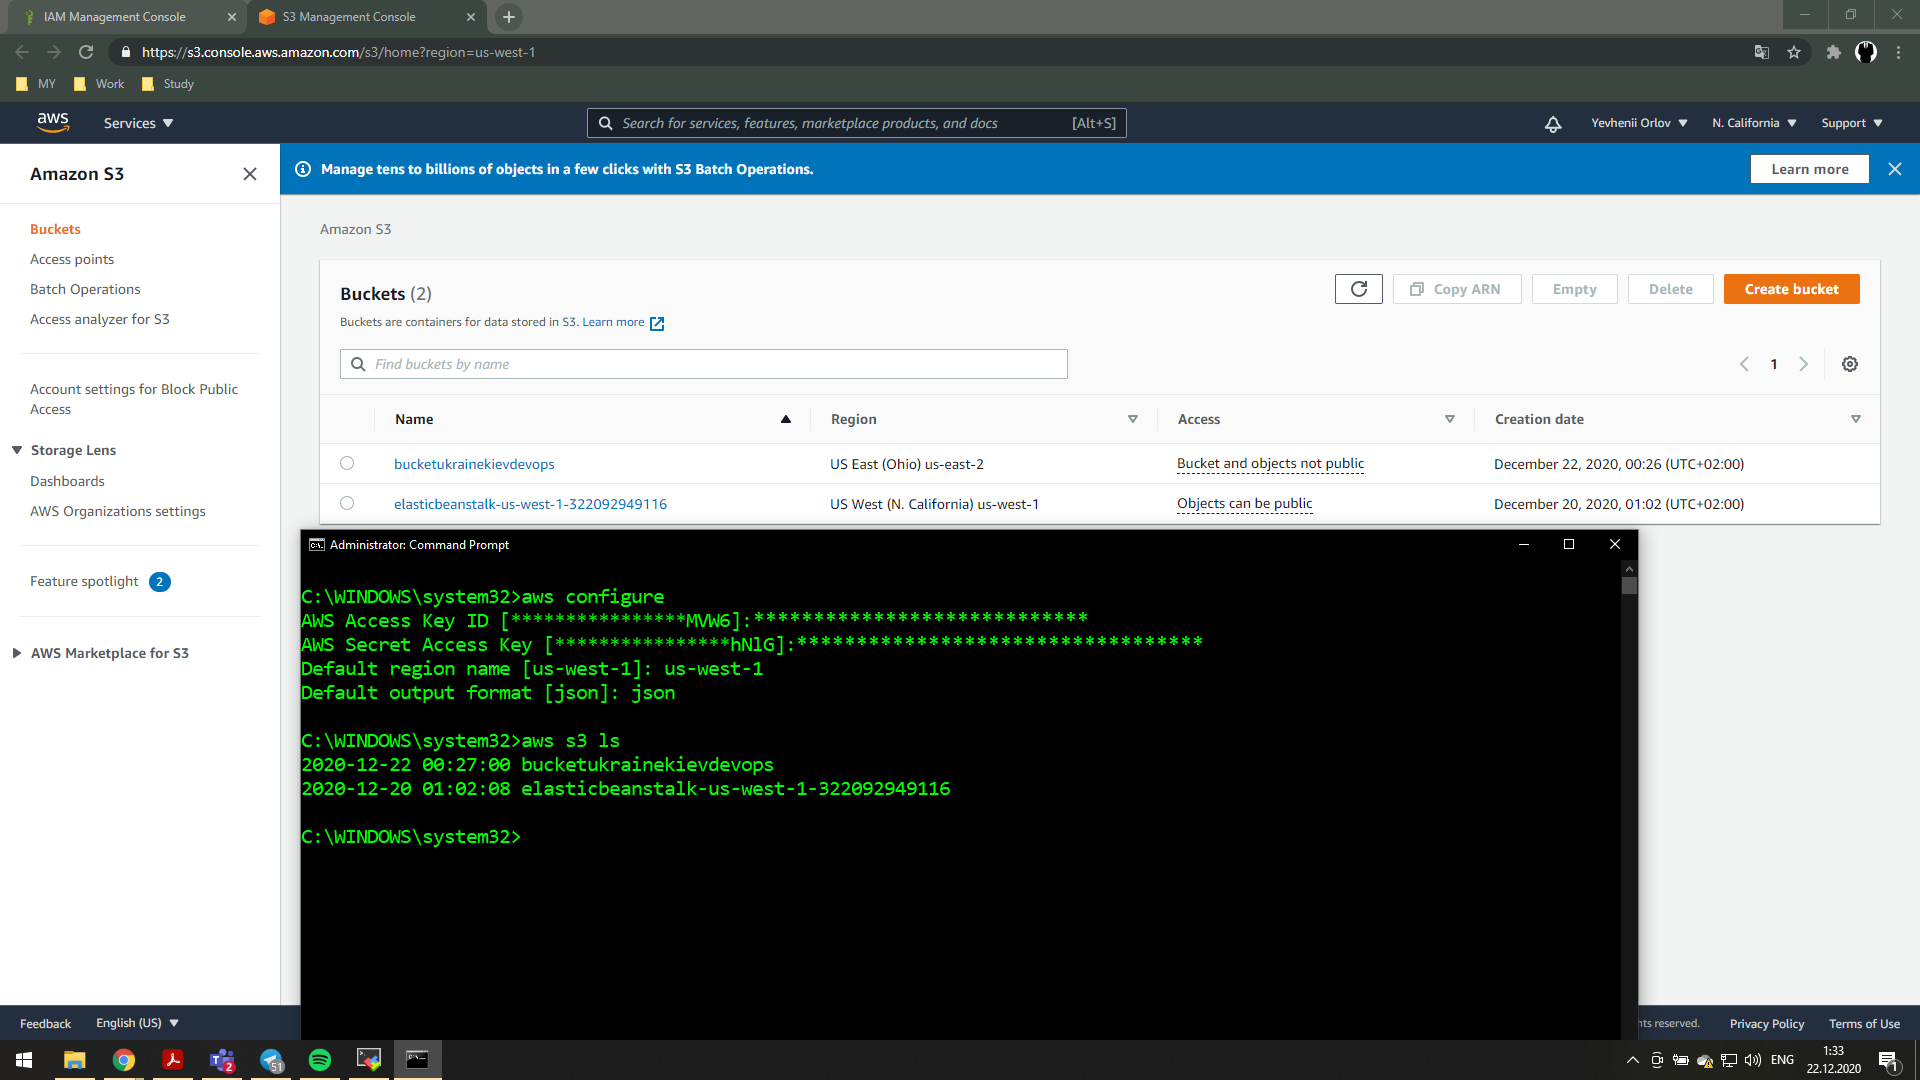 IAM Management Console
S3 Management Console
https://s3.console.aws.amazon.com/s3/home?region=us-west-1
MY
Work
Study
aws
Services
Search for services, features, marketplace products, and docs
[Alt+S]
Yevhenii Orlov
N. California
Support
Amazon S3
Buckets
Access points
Batch Operations
Access analyzer for S3
Account settings for Block Public
Access
Storage Lens
Dashboards
AWS Organizations settings
Feature spotlight 2
AWS Marketplace for S3
Manage tens to billions of objects in a few clicks with S3 Batch Operations.
Learn more
Amazon S3
Buckets (2)
Copy ARN
Empty
Delete
Create bucket
Buckets are containers for data stored in S3. Learn more
Find buckets by name
1
Name Region Access Creation date
bucketukrainekievdevops US East (Ohio) us-east-2 Bucket and objects not public December 22, 2020, 00:26 (UTC+02:00)
elasticbeanstalk-us-west-1-322092949116 US West (N. California) us-west-1 Objects can be public December 20, 2020, 01:02 (UTC+02:00)
Administrator: Command Prompt
C:\WINDOWS\system32>aws configure
AWS Access Key ID [****************MVW6]:****************************
AWS Secret Access Key [****************hNlG]:**********************************
Default region name [us-west-1]: us-west-1
Default output format [json]: json
C:\WINDOWS\system32>aws s3 ls
2020-12-22 00:27:00 bucketukrainekievdevops
2020-12-20 01:02:08 elasticbeanstalk-us-west-1-322092949116
C:\WINDOWS\system32>
Feedback
English (US)
reserved.
Privacy Policy
Terms of Use
2
51
ENG
1:33
22.12.2020
1